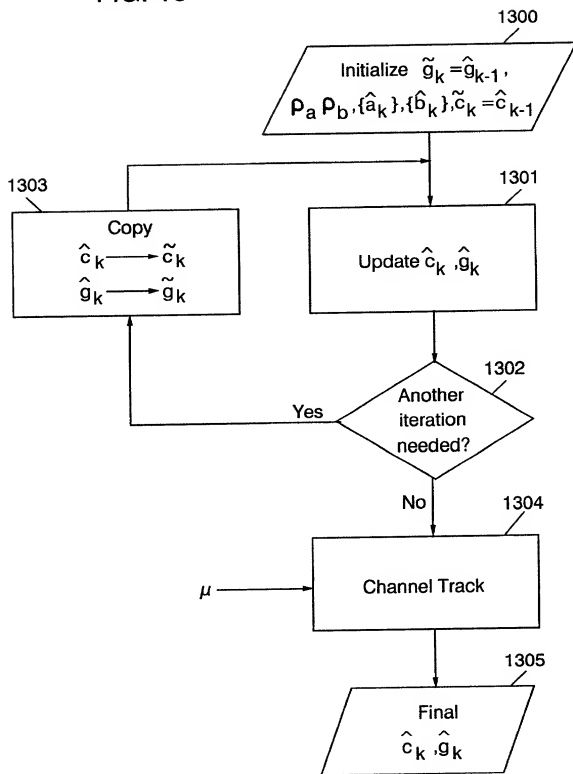 1300
Initialize g̃k = ĝk-1,
ρa ρb, {âk}, {b̂k}, c̃k = ĉk-1
1303
Copy
ĉk → c̃k
ĝk → g̃k
1301
Update ĉk, ĝk
1302
Another
iteration
needed?
Yes
No
1304
μ
Channel Track
1305
Final
ĉk, ĝk